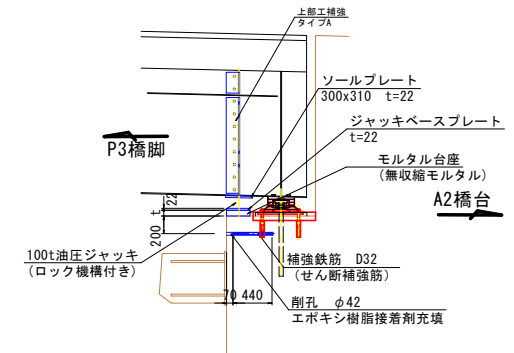 上部工補強
タイプA
ソールプレート
300x310 t=22
ジャッキベースプレート
t=22
P3橋脚
モルタル台座
(無収縮モルタル)
A2橋台
22
t
200
100t油圧ジャッキ
(ロック機構付き)
補強鉄筋 D32
(せん断補強筋)
70 440
削孔 φ42
エポキシ樹脂接着剤充填